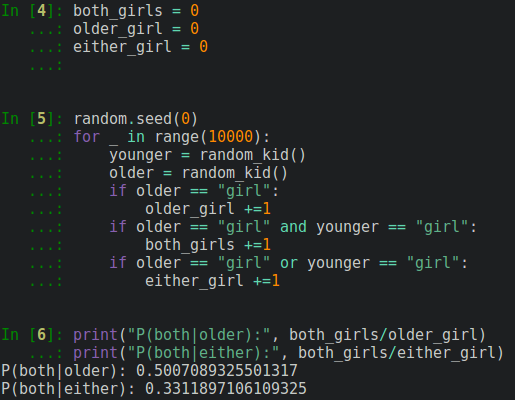 In [4]: both_girls = 0
   ...: older_girl = 0
   ...: either_girl = 0
   ...:
In [5]: random.seed(0)
   ...: for _ in range(10000):
   ...:     younger = random_kid()
   ...:     older = random_kid()
   ...:     if older == "girl":
   ...:         older_girl +=1
   ...:     if older == "girl" and younger == "girl":
   ...:         both_girls +=1
   ...:     if older == "girl" or younger == "girl":
   ...:         either_girl +=1
In [6]: print("P(both|older):", both_girls/older_girl)
   ...: print("P(both|either):", both_girls/either_girl)
P(both|older): 0.5007089325501317
P(both|either): 0.3311897106109325